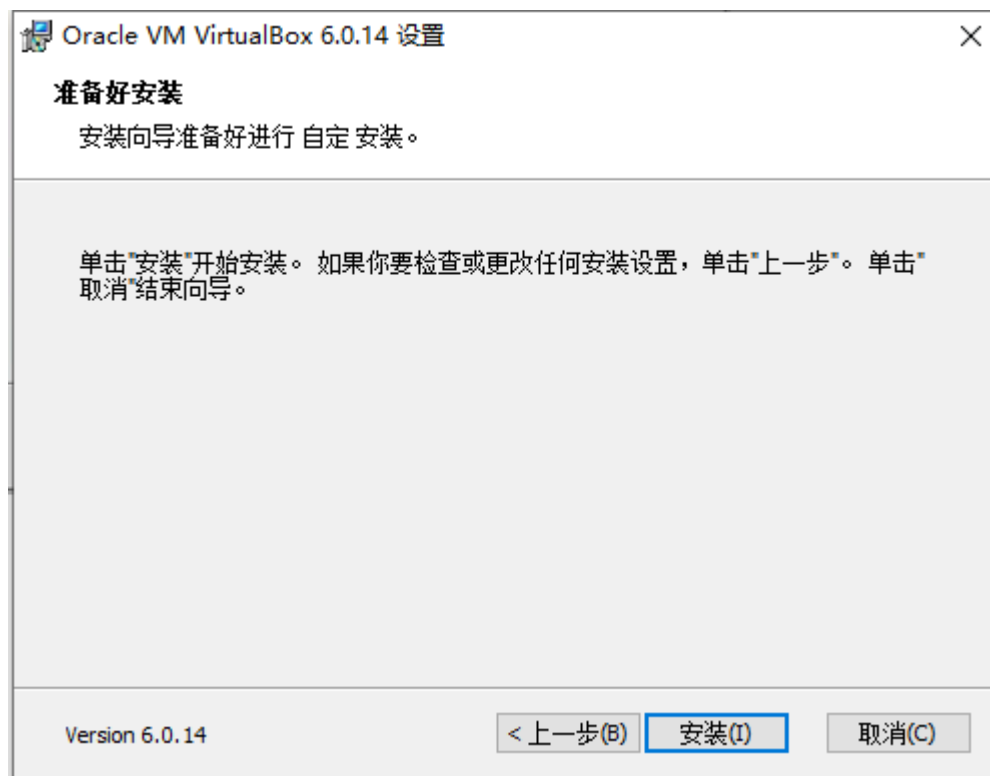 Oracle VM VirtualBox 6.0.14 设置
准备好安装
安装向导准备好进行 自定 安装。
单击"安装"开始安装。 如果你要检查或更改任何安装设置，单击"上一步"。 单击"
取消"结束向导。
Version 6.0.14
< 上一步(B)
安装(I)
取消(C)